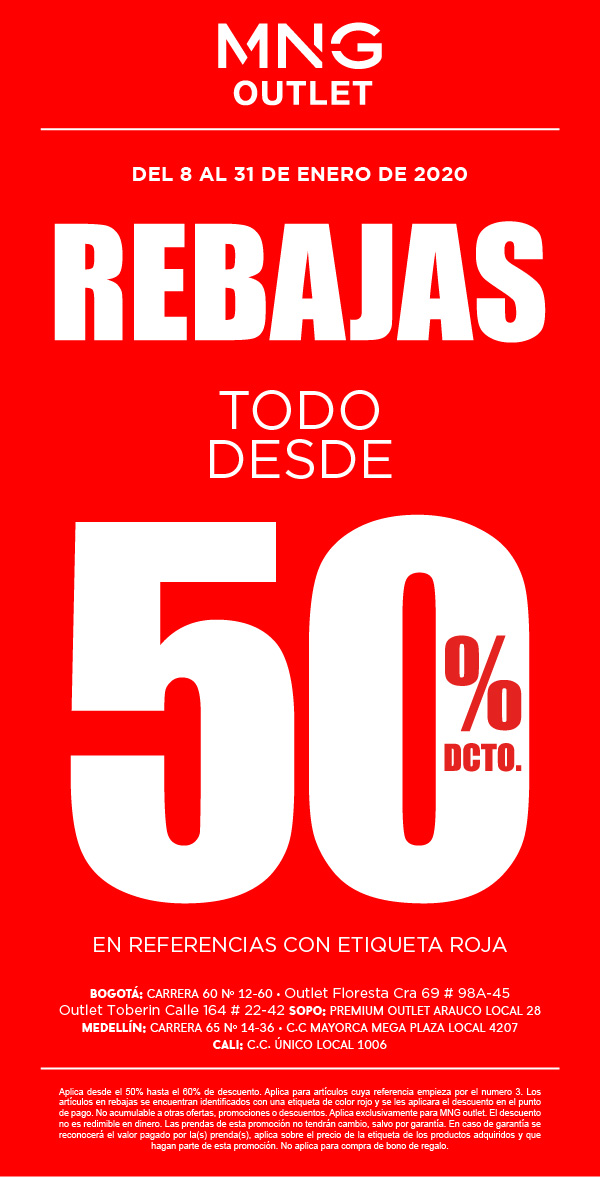 MNG
OUTLET
DEL 8 AL 31 DE ENERO DE 2020
REBAJAS
TODO
DESDE
50% DCTO.
EN REFERENCIAS CON ETIQUETA ROJA
BOGOTÁ: CARRERA 60 Nº 12-60 • Outlet Floresta Cra 69 # 98A-45
Outlet Toberin Calle 164 # 22-42 SOPO: PREMIUM OUTLET ARAUCO LOCAL 28
MEDELLÍN: CARRERA 65 Nº 14-36 • C.C MAYORCA MEGA PLAZA LOCAL 4207
CALI: C.C. ÚNICO LOCAL 1006
Aplica desde el 50% hasta el 60% de descuento. Aplica para artículos cuya referencia empieza por el numero 3. Los
artículos en rebajas se encuentran identificados con una etiqueta de color rojo y se les aplicara el descuento en el punto
de pago. No acumulable a otras ofertas, promociones o descuentos. Aplica exclusivamente para MNG outlet. El descuento
no es redimible en dinero. Las prendas de esta promoción no tendrán cambio, salvo por garantía. En caso de garantía se
reconocerá el valor pagado por la(s) prenda(s), aplica sobre el precio de la etiqueta de los productos adquiridos y que
hagan parte de esta promoción. No aplica para compra de bono de regalo.